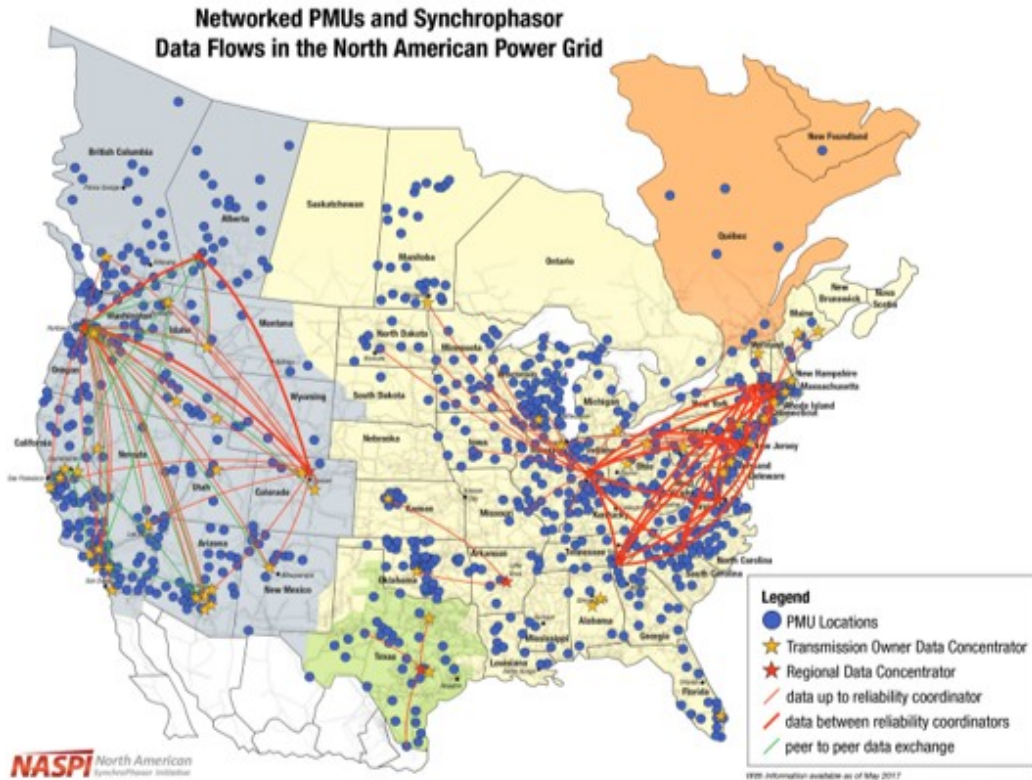 Networked PMUs and Synchrophasor
Data Flows in the North American Power Grid
British Columbia
Alberta
Saskatchewan
Manitoba
Ontario
Québec
New Foundland
New Brunswick
Nova Scotia
Maine
Washington
Oregon
Idaho
Montana
Wyoming
North Dakota
South Dakota
Minnesota
Wisconsin
Michigan
New York
New Hampshire
Massachusetts
Rhode Island
Connecticut
New Jersey
Delaware
California
Nevada
Utah
Colorado
Nebraska
Iowa
Ohio
Kansas
Missouri
Kentucky
Arizona
New Mexico
Albuquerque
Oklahoma
Arkansas
Tennessee
North Carolina
South Carolina
Texas
Louisiana
Mississippi
Alabama
Georgia
Florida
Legend
PMU Locations
Transmission Owner Data Concentrator
Regional Data Concentrator
data up to reliability coordinator
data between reliability coordinators
peer to peer data exchange
NASPI North American
SynchroPhasor Initiative
With information available as of May 2017